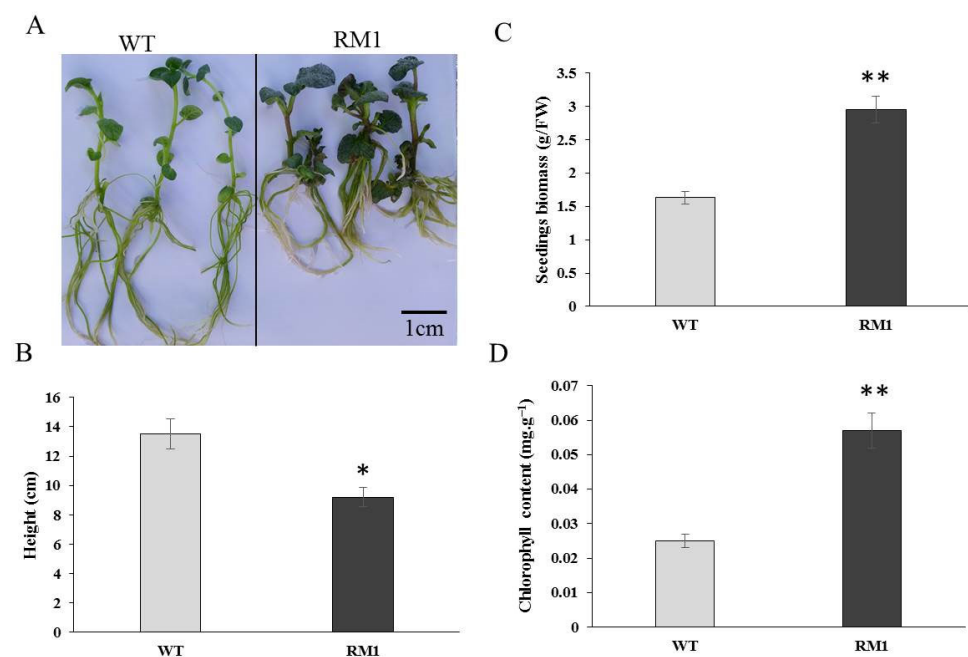 A
WT
RM1
1cm
B
Height (cm)
16
14
12
10
8
6
4
2
0
*
WT
RM1
C
Seedings biomass (g/FW)
3.5
3
2.5
2
1.5
1
0.5
0
**
WT
RM1
D
Chlorophyll content (mg.g⁻¹)
0.07
0.06
0.05
0.04
0.03
0.02
0.01
0
**
WT
RM1